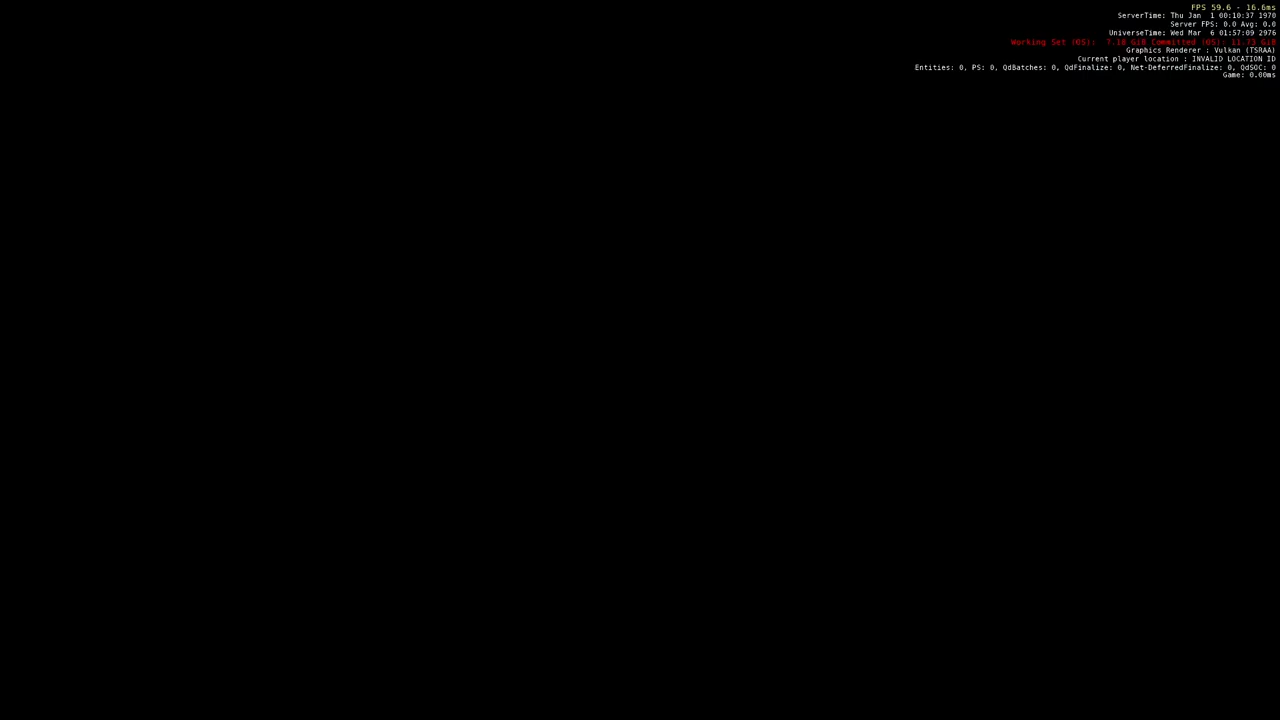 FPS 59.6 - 16.6ms
ServerTime: Thu Jan  1 00:10:37 1970
Server FPS: 0.0 Avg: 0.0
UniverseTime: Wed Mar  6 01:57:09 2976
Working Set (OS):  7.18 GiB Committed (OS): 11.73 GiB
Graphics Renderer : Vulkan (TSRAA)
Current player location : INVALID LOCATION ID
Entities: 0, PS: 0, QdBatches: 0, QdFinalize: 0, Net-DeferredFinalize: 0, QdSOC: 0
Game: 0.00ms